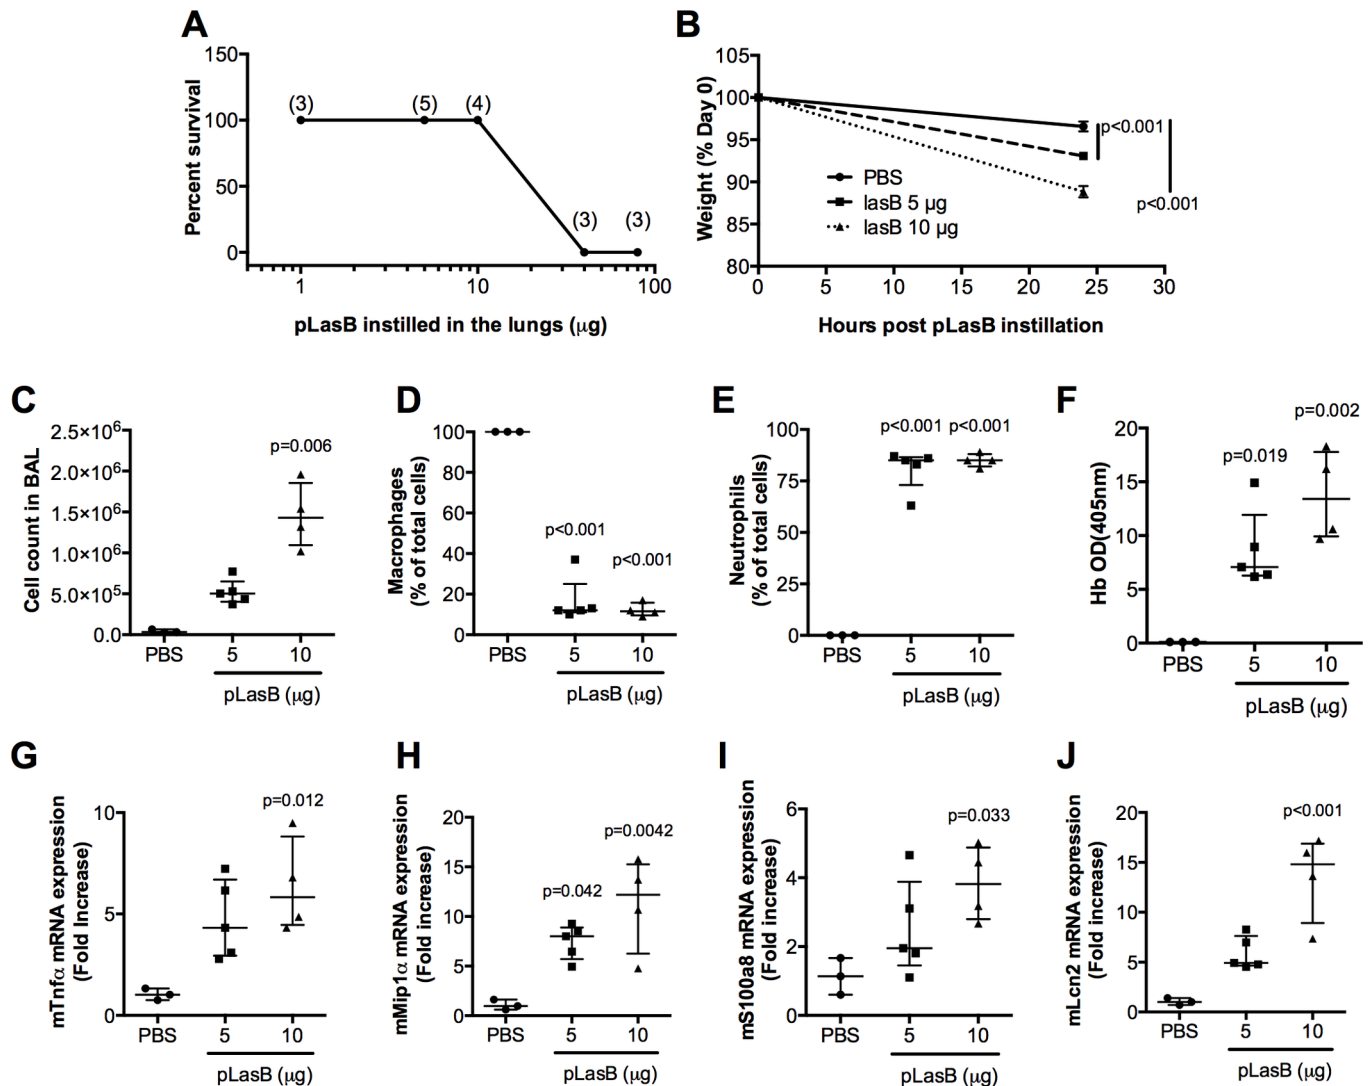 A
Percent survival
150
100
50
0
(3)
(5)
(4)
(3)
(3)
1
10
100
pLasB instilled in the lungs (μg)
B
Weight (% Day 0)
105
100
95
90
85
80
PBS
lasB 5 μg
lasB 10 μg
p<0.001
p<0.001
0
5
10
15
20
25
30
Hours post pLasB instillation
C
Cell count in BAL
2.5×10⁶
2.0×10⁶
1.5×10⁶
1.0×10⁶
5.0×10⁵
0.0
p=0.006
PBS
5
10
pLasB (μg)
D
Macrophages
(% of total cells)
100
80
60
40
20
0
p<0.001
p<0.001
PBS
5
10
pLasB (μg)
E
Neutrophils
(% of total cells)
100
75
50
25
0
p<0.001
p<0.001
PBS
5
10
pLasB (μg)
F
Hb OD(405nm)
20
15
10
5
0
p=0.019
p=0.002
PBS
5
10
pLasB (μg)
G
mTnfα mRNA expression
(Fold Increase)
10
5
0
p=0.012
PBS
5
10
pLasB (μg)
H
mMip1α mRNA expression
(Fold increase)
20
15
10
5
0
p=0.042
p=0.0042
PBS
5
10
pLasB (μg)
I
mS100a8 mRNA expression
(Fold increase)
6
4
2
0
p=0.033
PBS
5
10
pLasB (μg)
J
mLcn2 mRNA expression
(Fold increase)
20
15
10
5
0
p<0.001
PBS
5
10
pLasB (μg)